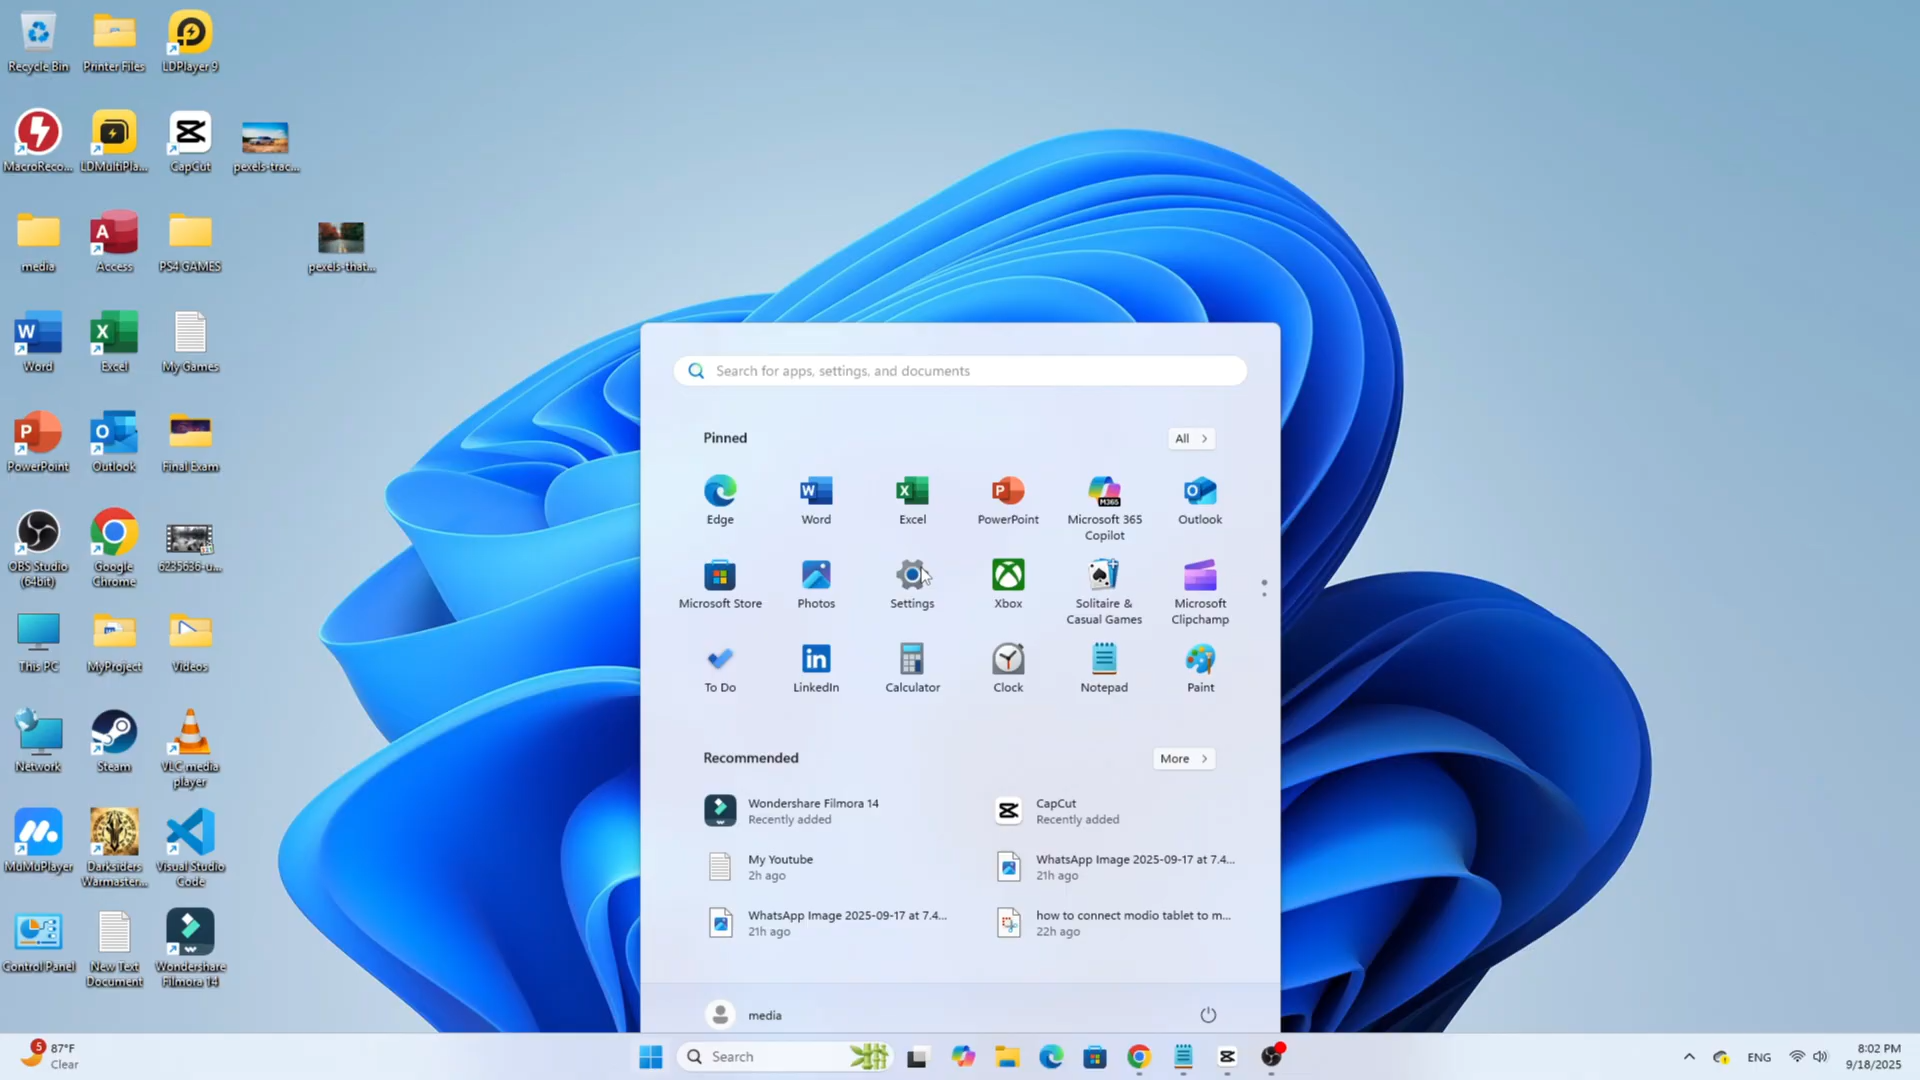 Recycle Bin
Printer Files
LDPlayer 9
MacroReco...
LDMultiPla...
CapCut
pexels-trac...
media
Access
PS4 GAMES
pexels-that...
Word
Excel
My Games
PowerPoint
Outlook
Final Exam
OBS Studio
(64bit)
Google
Chrome
6235636-u...
This PC
MyProject
Videos
Network
Steam
VLC media
player
MuMuPlayer
Darksiders
Warmaster...
Visual Studio
Code
Control Panel
New Text
Document
Wondershare
Filmora 14
Search for apps, settings, and documents
Pinned
All
Edge
Word
Excel
PowerPoint
M365
Microsoft 365
Copilot
Outlook
Microsoft Store
Photos
Settings
Xbox
Solitaire &
Casual Games
Microsoft
Clipchamp
To Do
LinkedIn
Calculator
Clock
Notepad
Paint
Recommended
More
Wondershare Filmora 14
Recently added
CapCut
Recently added
My Youtube
2h ago
WhatsApp Image 2025-09-17 at 7.4...
21h ago
WhatsApp Image 2025-09-17 at 7.4...
21h ago
how to connect modio tablet to m...
22h ago
media
5
87°F
Clear
Search
ENG
8:02 PM
9/18/2025